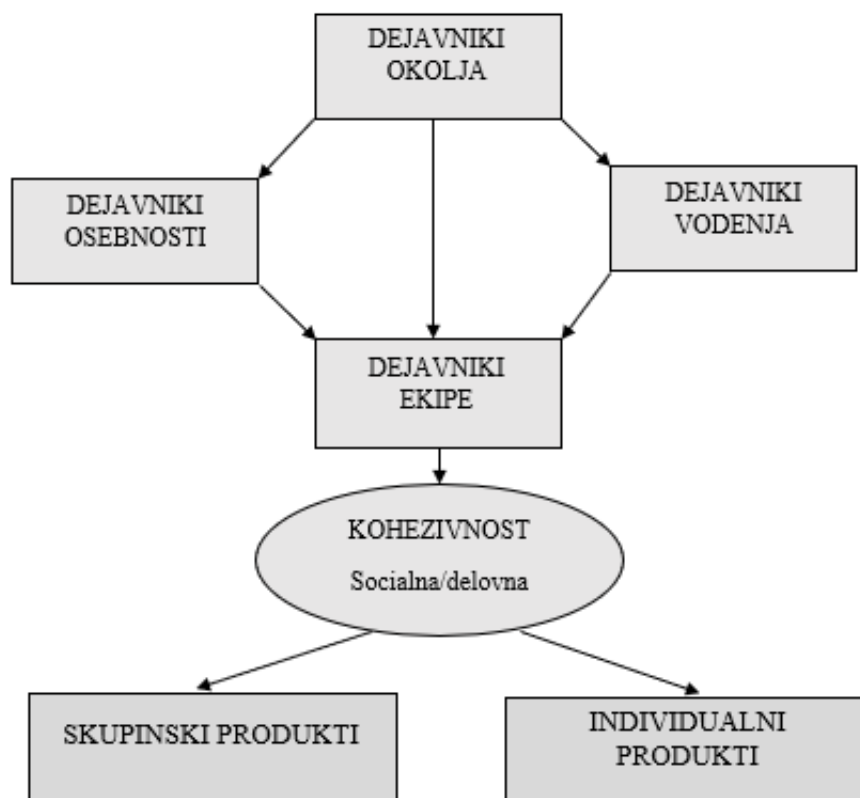 DEJAVNIKI
OKOLJA
DEJAVNIKI
OSEBNOSTI
DEJAVNIKI
VODENJA
DEJAVNIKI
EKIPE
KOHEZIVNOST
Socialna/delovna
SKUPINSKI PRODUKTI
INDIVIDUALNI
PRODUKTI